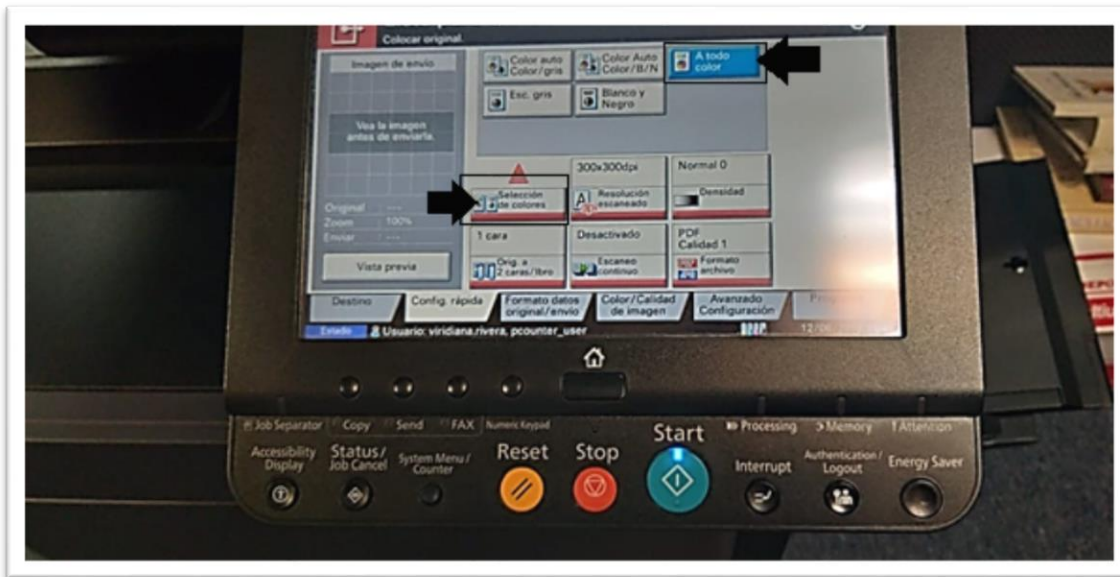 Colocar original.
Imagen de envío
Vea la imagen
antes de enviarla.
Original : ---
Zoom : 100%
Enviar : ---
Vista previa
Color auto
Color/gris
Color Auto
Color/B/N
A todo
color
Esc. gris
Blanco y
Negro
Selección
de colores
300x300dpi
Resolución
escaneado
Normal 0
Densidad
1 cara
Orig. a
2 caras/lbro
Desactivado
Escaneo
continuo
PDF
Calidad 1
Formato
archivo
Destino
Config. rápida
Formato datos
original/envío
Color/Calidad
de imagen
Avanzado
Configuración
Estado
Usuario: viridiana.rivera, pcounter_user
Job Separator
Copy
Send
FAX
Numeric Keypad
Processing
Memory
Attention
Accessibility
Display
Status/
Job Cancel
System Menu /
Counter
Reset
Stop
Start
Interrupt
Authentication /
Logout
Energy Saver